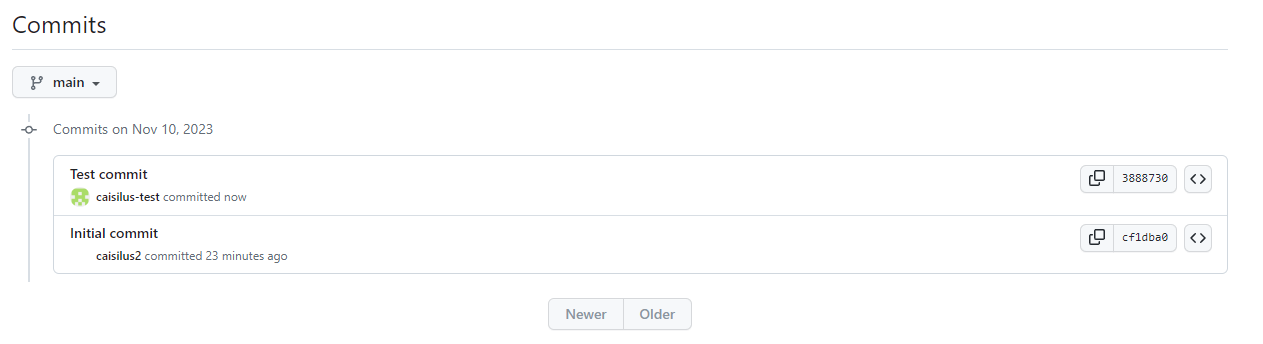 Commits
main
Commits on Nov 10, 2023
Test commit
3888730
caisilus-test committed now
Initial commit
cf1dba0
caisilus2 committed 23 minutes ago
Newer Older